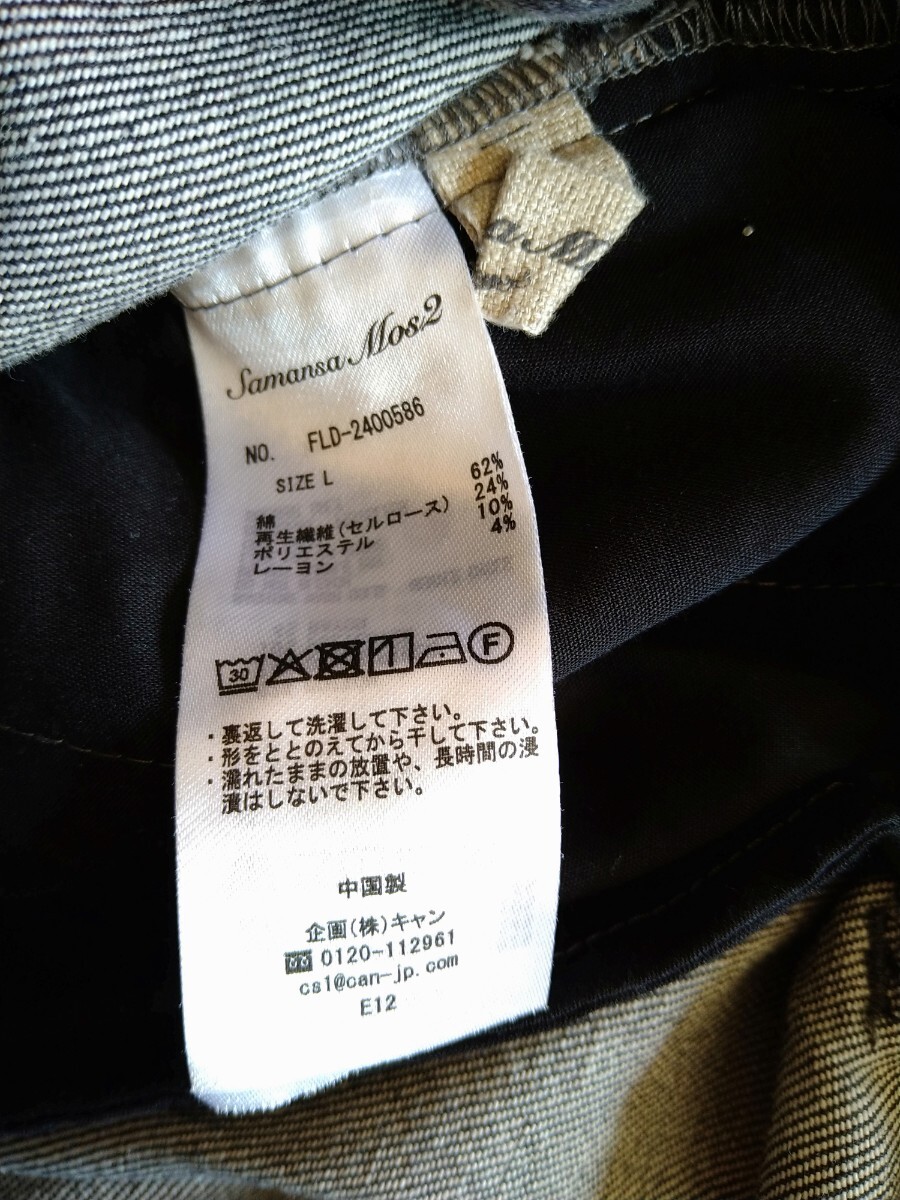 a M
Samansa Mos2
NO. FLD-2400586
SIZE L
綿 62%
再生繊維(セルロース) 24%
ポリエステル 10%
レーヨン 4%
30 F
・裏返して洗濯して下さい。
・形をととのえてから干して下さい。
・濡れたままの放置や、長時間の浸
漬はしないで下さい。
中国製
企画(株)キャン
0120-112961
cs1@can-jp.com
E12